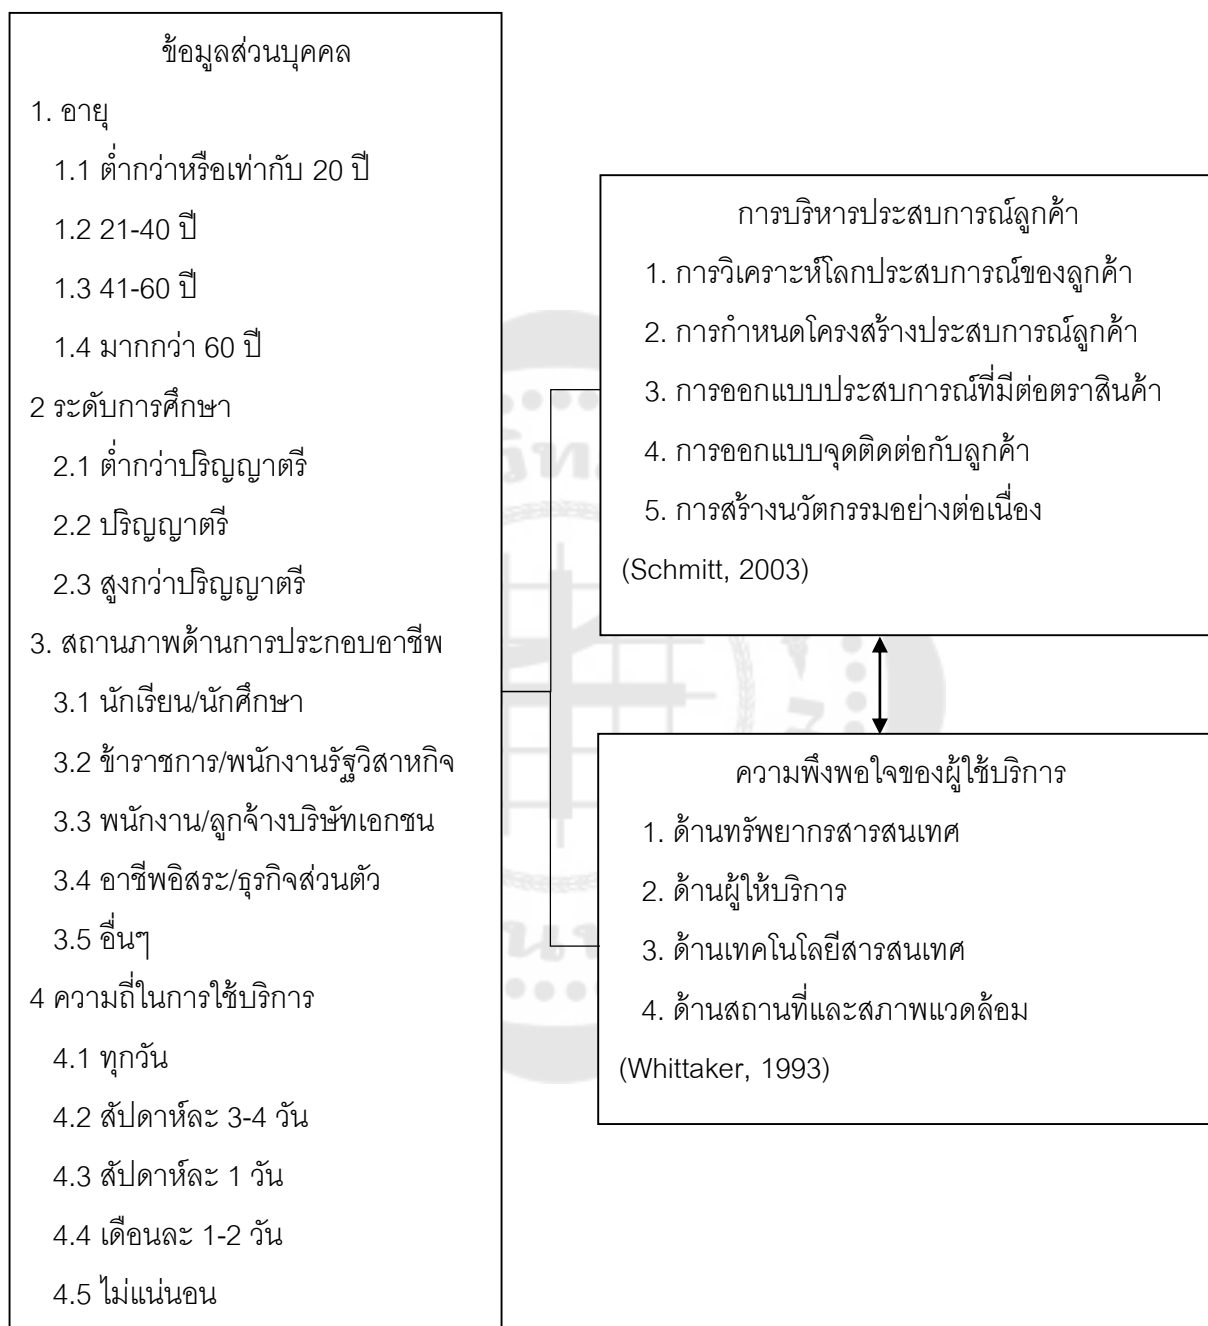 ข้อมูลส่วนบุคคล
1. อายุ
1.1 ต่ำกว่าหรือเท่ากับ 20 ปี
1.2 21-40 ปี
1.3 41-60 ปี
1.4 มากกว่า 60 ปี
2 ระดับการศึกษา
2.1 ต่ำกว่าปริญญาตรี
2.2 ปริญญาตรี
2.3 สูงกว่าปริญญาตรี
3. สถานภาพด้านการประกอบอาชีพ
3.1 นักเรียน/นักศึกษา
3.2 ข้าราชการ/พนักงานรัฐวิสาหกิจ
3.3 พนักงาน/ลูกจ้างบริษัทเอกชน
3.4 อาชีพอิสระ/ธุรกิจส่วนตัว
3.5 อื่นๆ
4 ความถี่ในการใช้บริการ
4.1 ทุกวัน
4.2 สัปดาห์ละ 3-4 วัน
4.3 สัปดาห์ละ 1 วัน
4.4 เดือนละ 1-2 วัน
4.5 ไม่แน่นอน
การบริหารประสบการณ์ลูกค้า
1. การวิเคราะห์โลกประสบการณ์ของลูกค้า
2. การกำหนดโครงสร้างประสบการณ์ลูกค้า
3. การออกแบบประสบการณ์ที่มีต่อตราสินค้า
4. การออกแบบจุดติดต่อกับลูกค้า
5. การสร้างนวัตกรรมอย่างต่อเนื่อง
(Schmitt, 2003)
ความพึงพอใจของผู้ใช้บริการ
1. ด้านทรัพยากรสารสนเทศ
2. ด้านผู้ให้บริการ
3. ด้านเทคโนโลยีสารสนเทศ
4. ด้านสถานที่และสภาพแวดล้อม
(Whittaker, 1993)